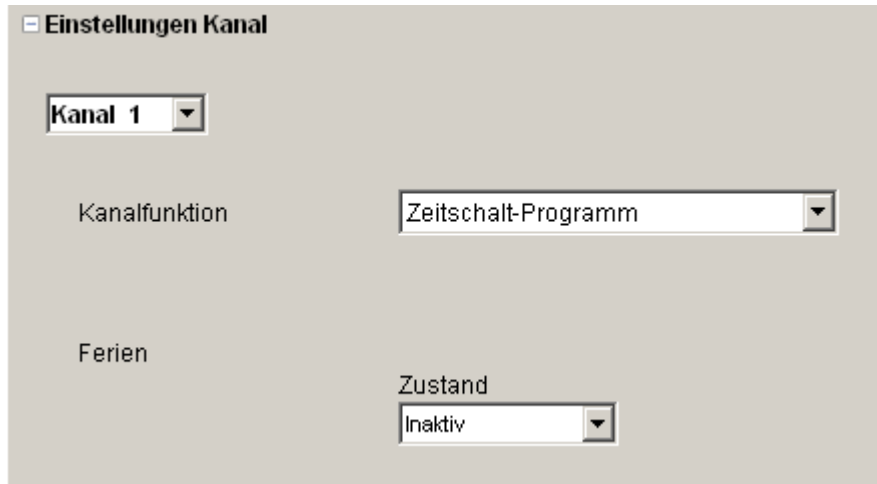 Einstellungen Kanal
Kanal 1
Kanalfunktion Zeitschalt-Programm
Ferien
Zustand
Inaktiv